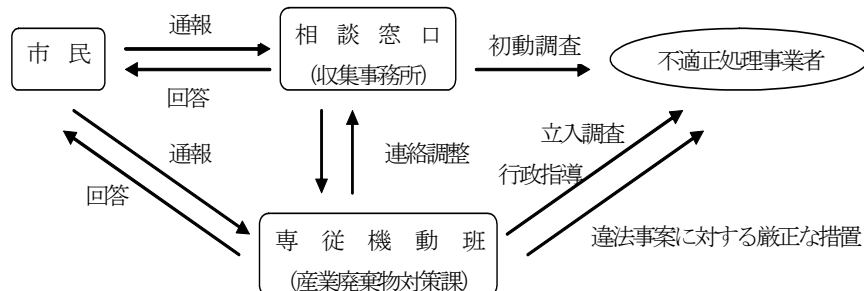 通報
市 民
相 談 窓 口
(収集事務所)
初動調査
不適正処理事業者
回答
通報
連絡調整
立入調査
行政指導
回答
専 従 機 動 班
(産業廃棄物対策課)
違法事案に対する厳正な措置